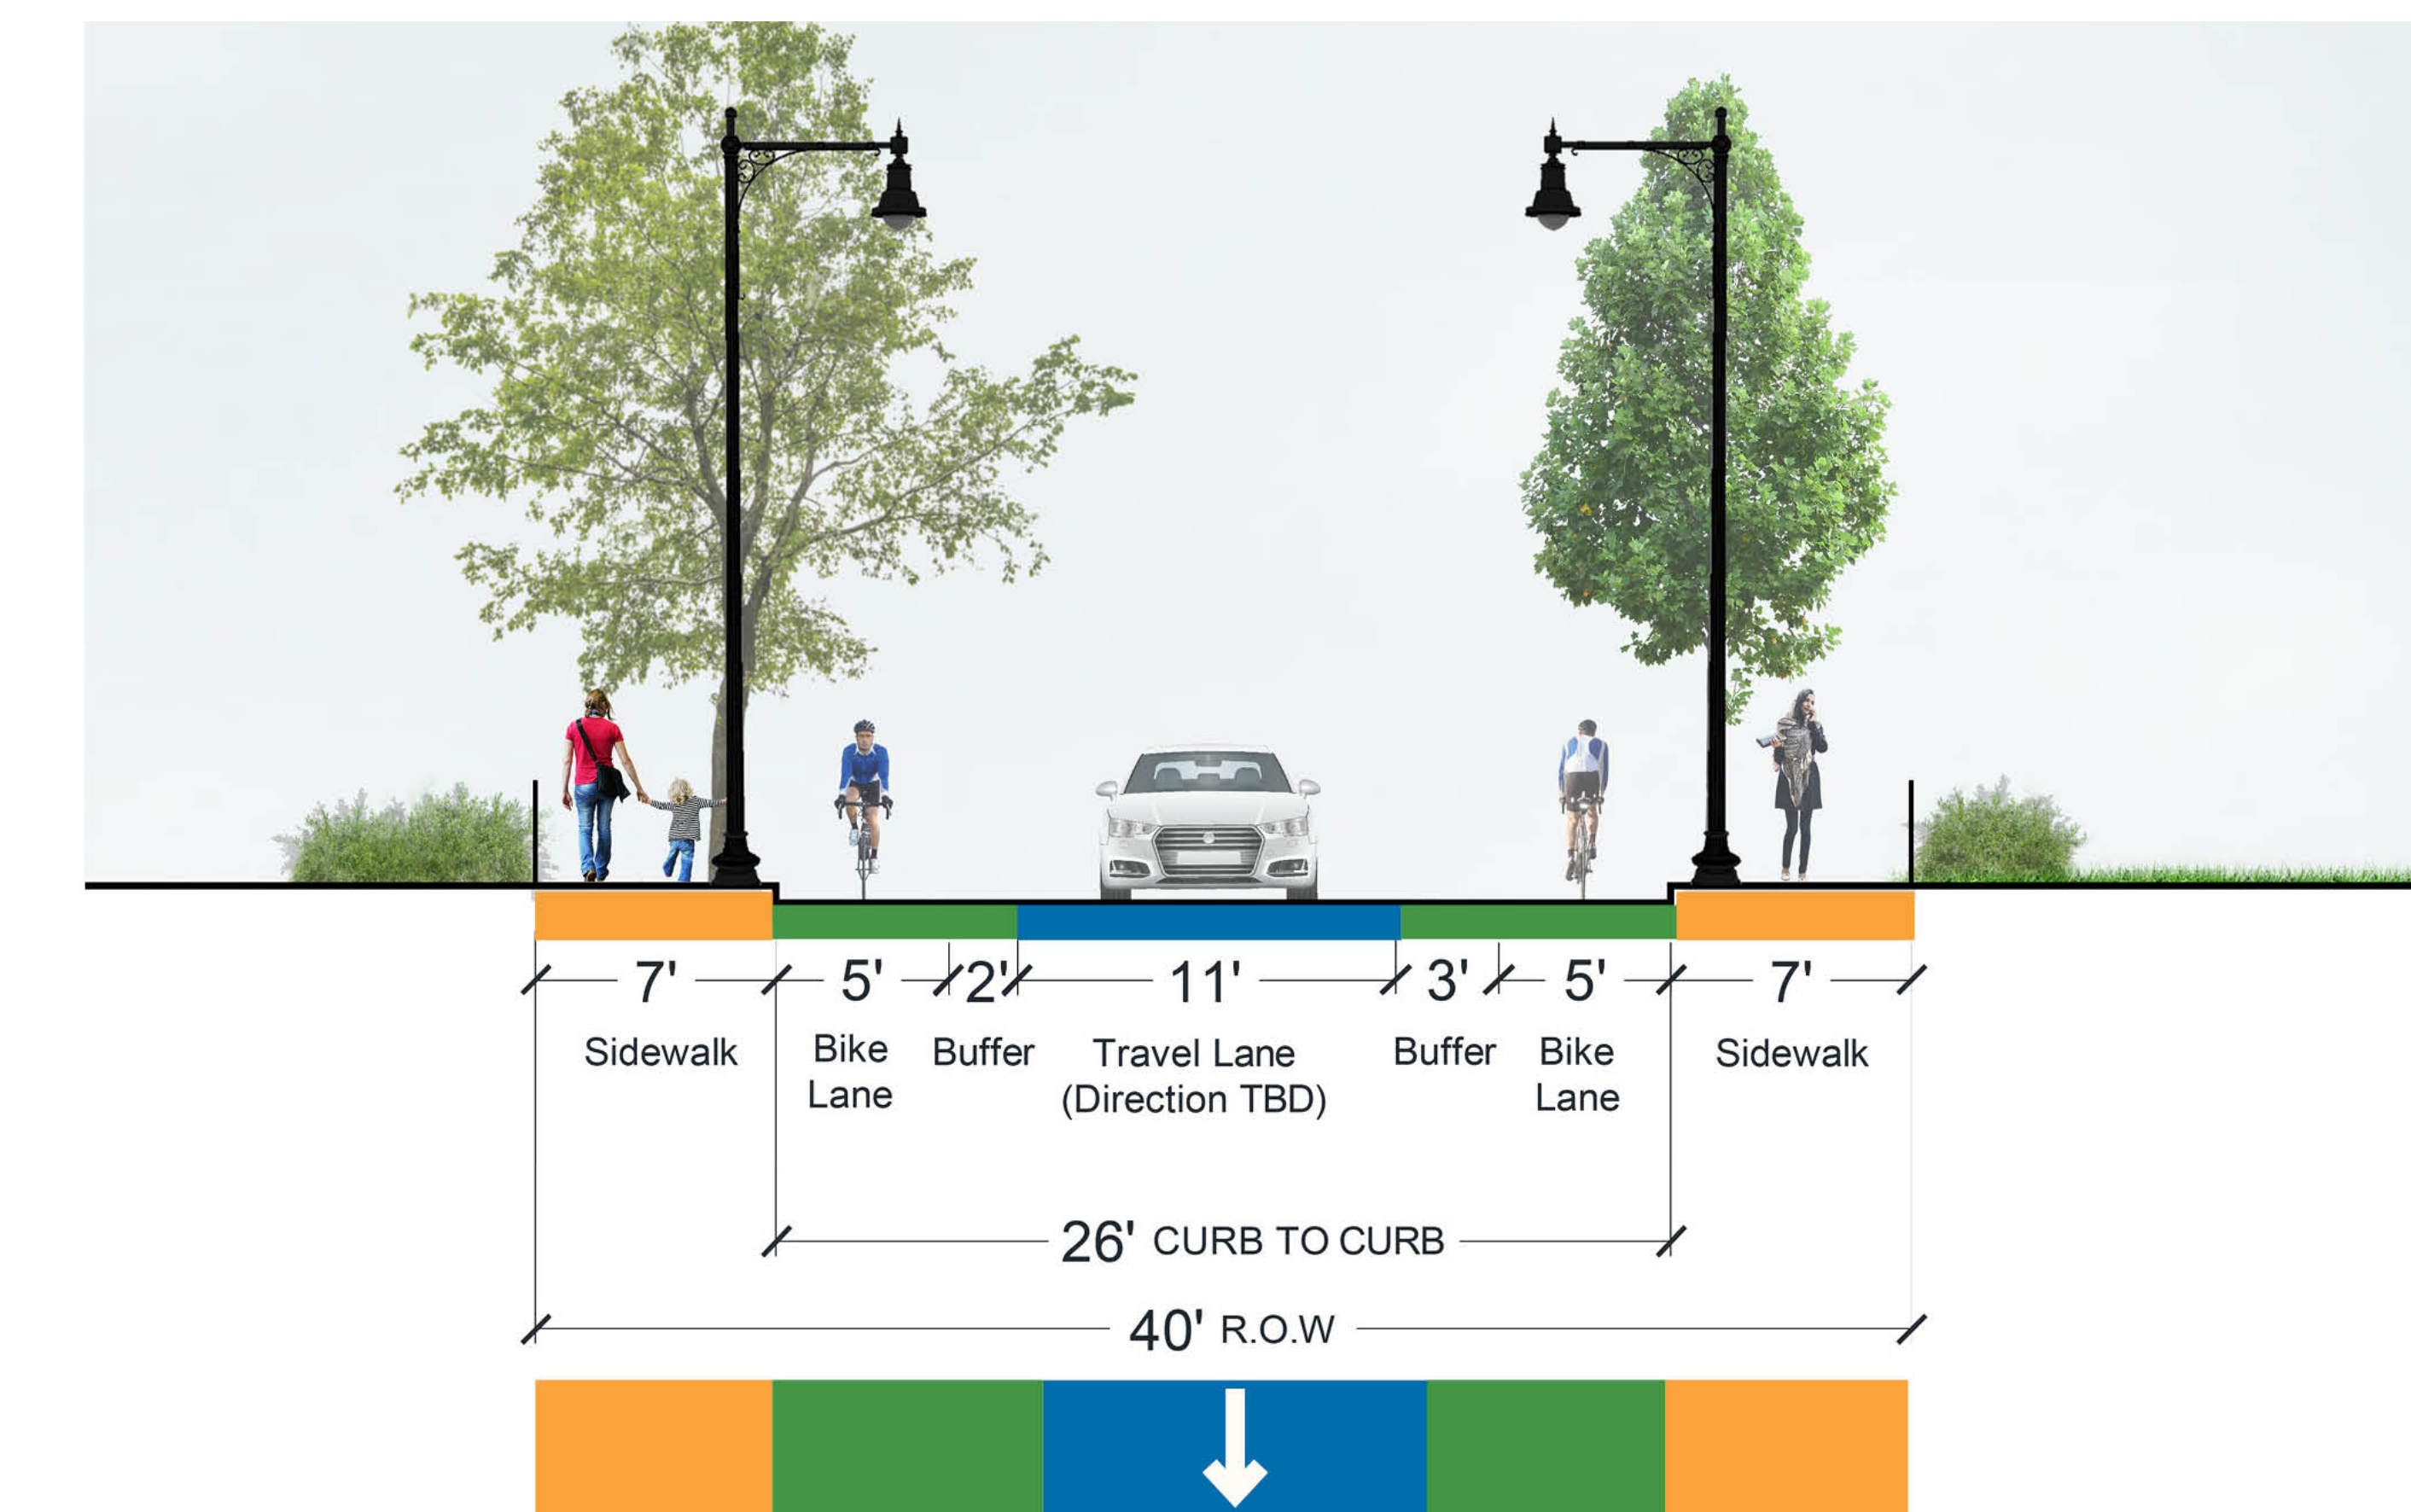 7' 5' 2' 11' 3' 5' 7'
Sidewalk Bike Buffer Travel Lane Buffer Bike Sidewalk
Lane (Direction TBD) Lane
26' CURB TO CURB
40' R.O.W